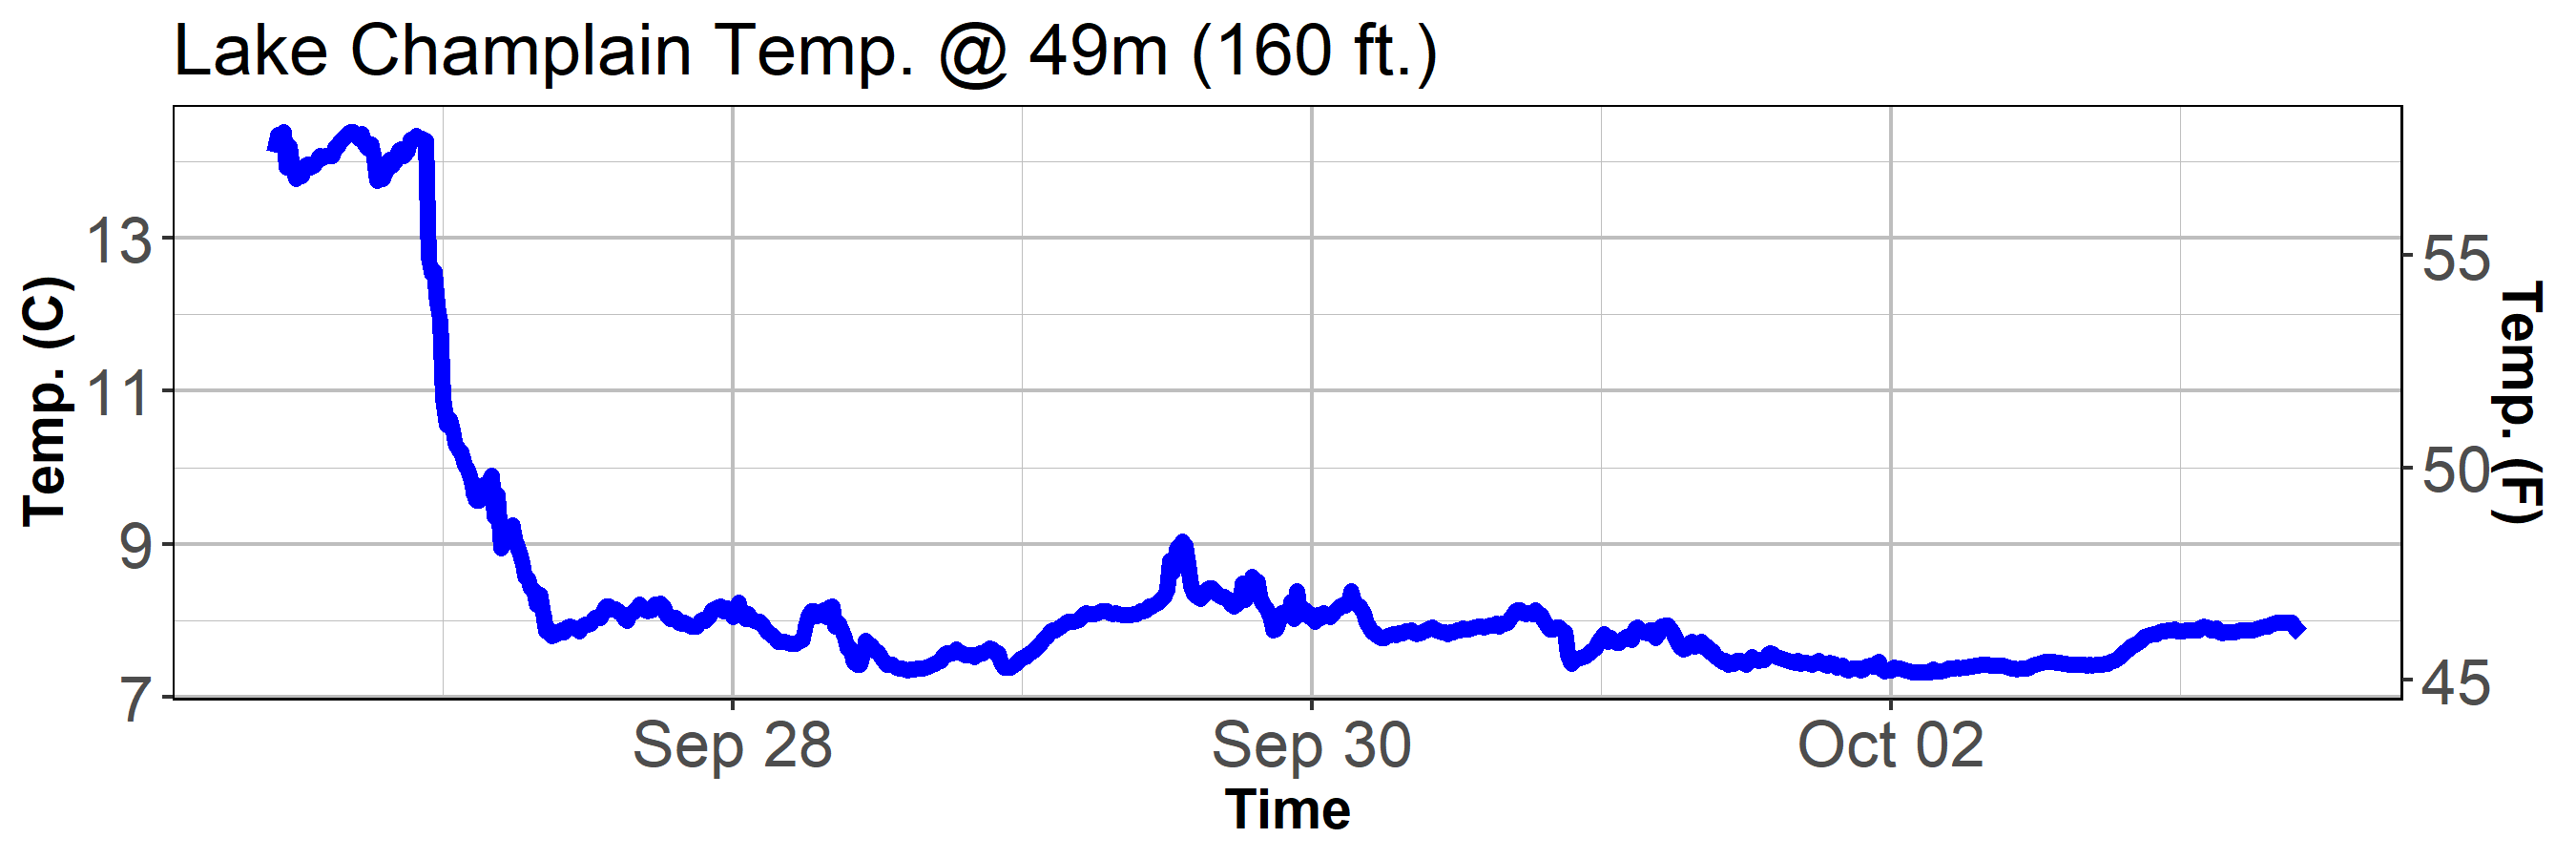 Lake Champlain Temp. @ 49m (160 ft.)
Temp. (C)
13
11
9
7
55
50
45
Temp. (F)
Sep 28 Sep 30 Oct 02
Time